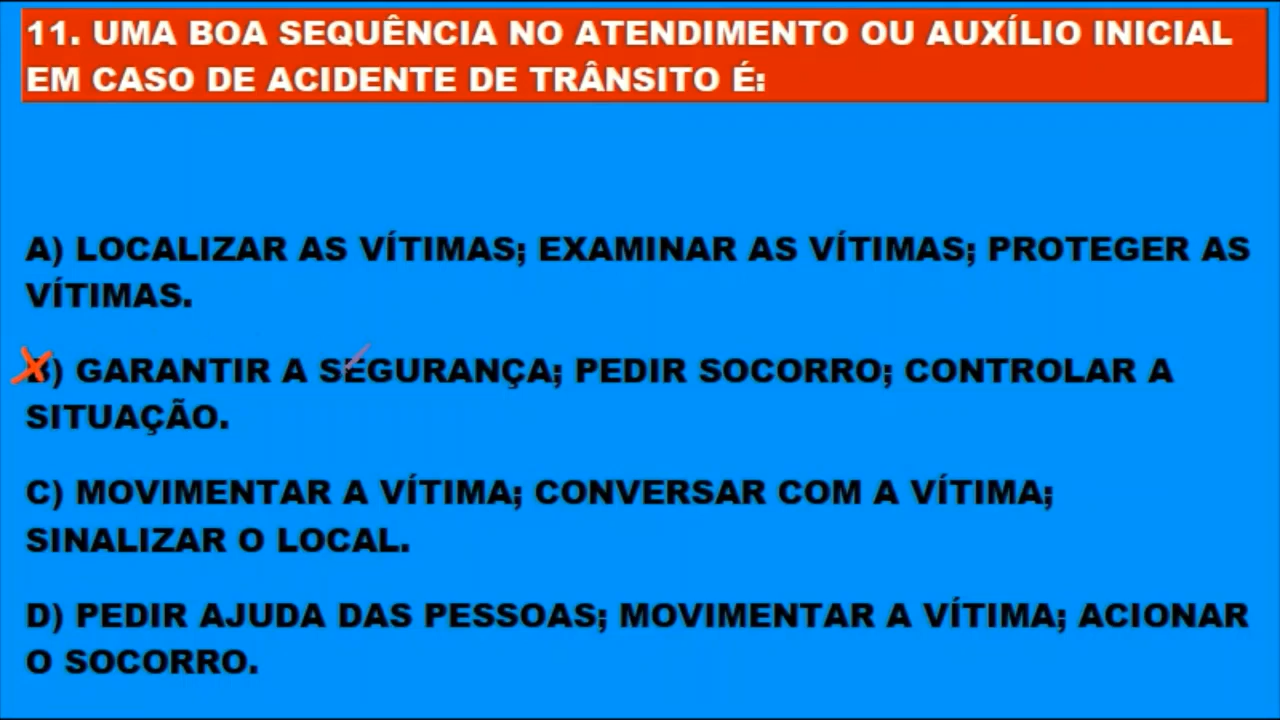 11. UMA BOA SEQUÊNCIA NO ATENDIMENTO OU AUXÍLIO INICIAL
EM CASO DE ACIDENTE DE TRÂNSITO É:
A) LOCALIZAR AS VÍTIMAS; EXAMINAR AS VÍTIMAS; PROTEGER AS
VÍTIMAS.
B) GARANTIR A SEGURANÇA; PEDIR SOCORRO; CONTROLAR A
SITUAÇÃO.
C) MOVIMENTAR A VÍTIMA; CONVERSAR COM A VÍTIMA;
SINALIZAR O LOCAL.
D) PEDIR AJUDA DAS PESSOAS; MOVIMENTAR A VÍTIMA; ACIONAR
O SOCORRO.